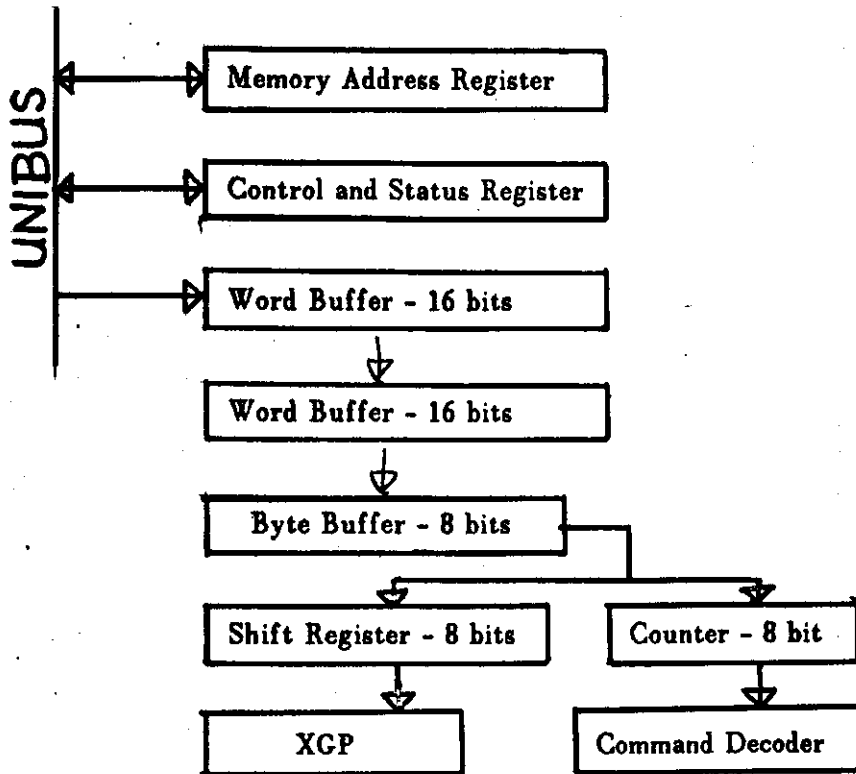 UNIBUS
Memory Address Register
Control and Status Register
Word Buffer - 16 bits
Word Buffer - 16 bits
Byte Buffer - 8 bits
Shift Register - 8 bits
Counter - 8 bit
XGP
Command Decoder